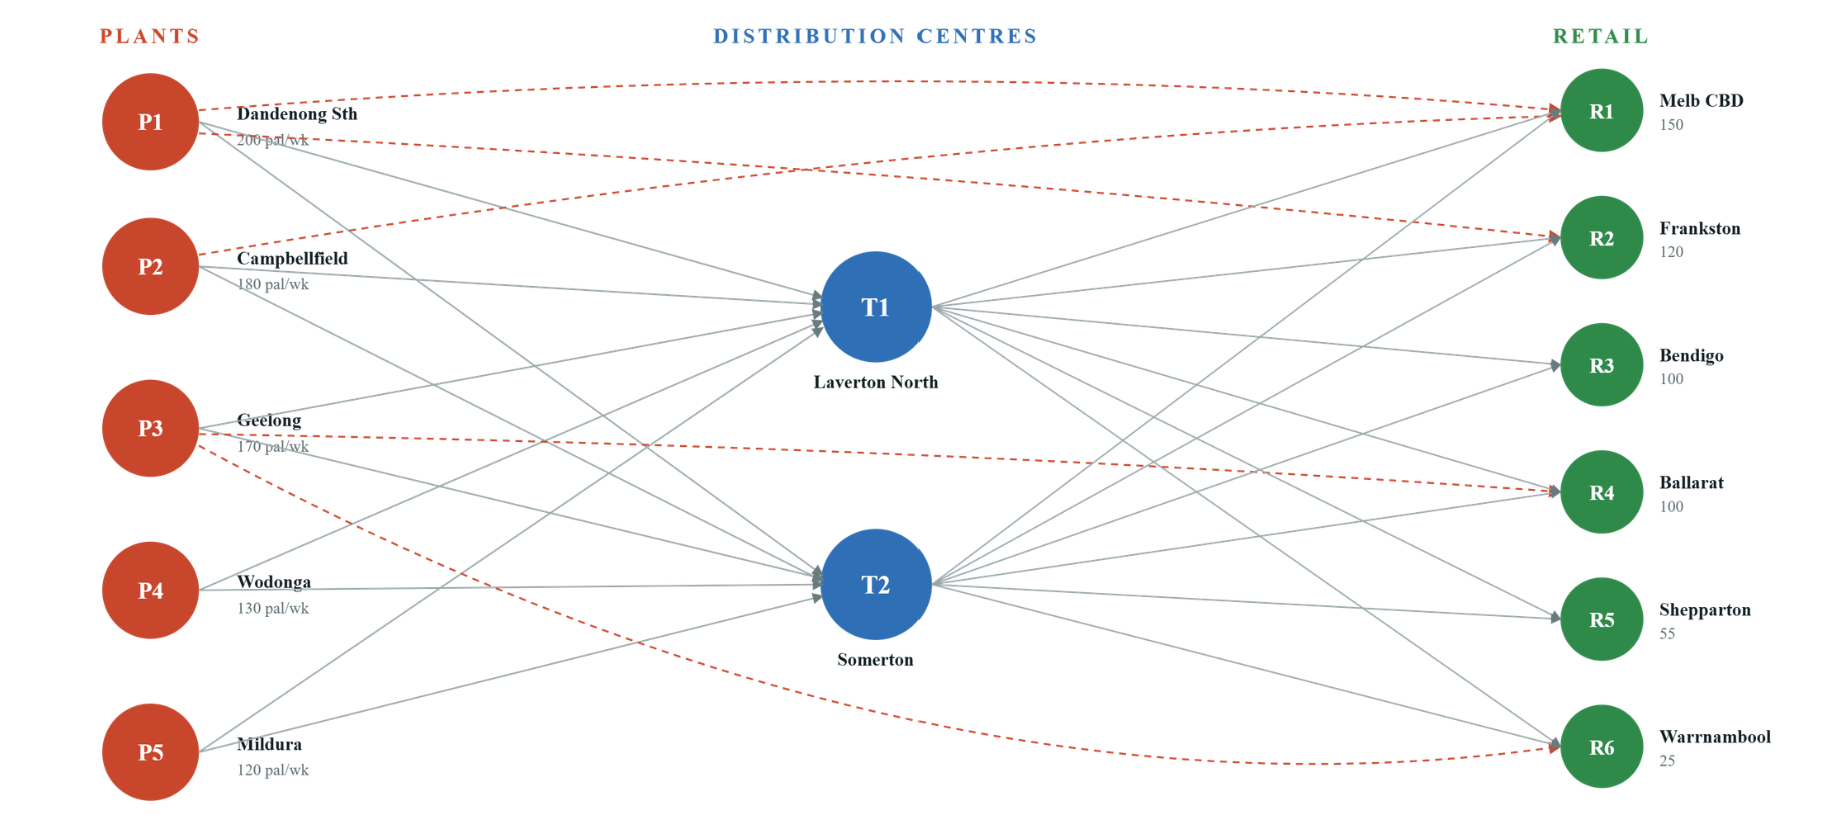 PLANTS
DISTRIBUTION CENTRES
RETAIL
P1
Dandenong Sth
200 pal/wk
P2
Campbellfield
180 pal/wk
P3
Geelong
170 pal/wk
P4
Wodonga
130 pal/wk
P5
Mildura
120 pal/wk
T1
Laverton North
T2
Somerton
R1
Melb CBD
150
R2
Frankston
120
R3
Bendigo
100
R4
Ballarat
100
R5
Shepparton
55
R6
Warrnambool
25